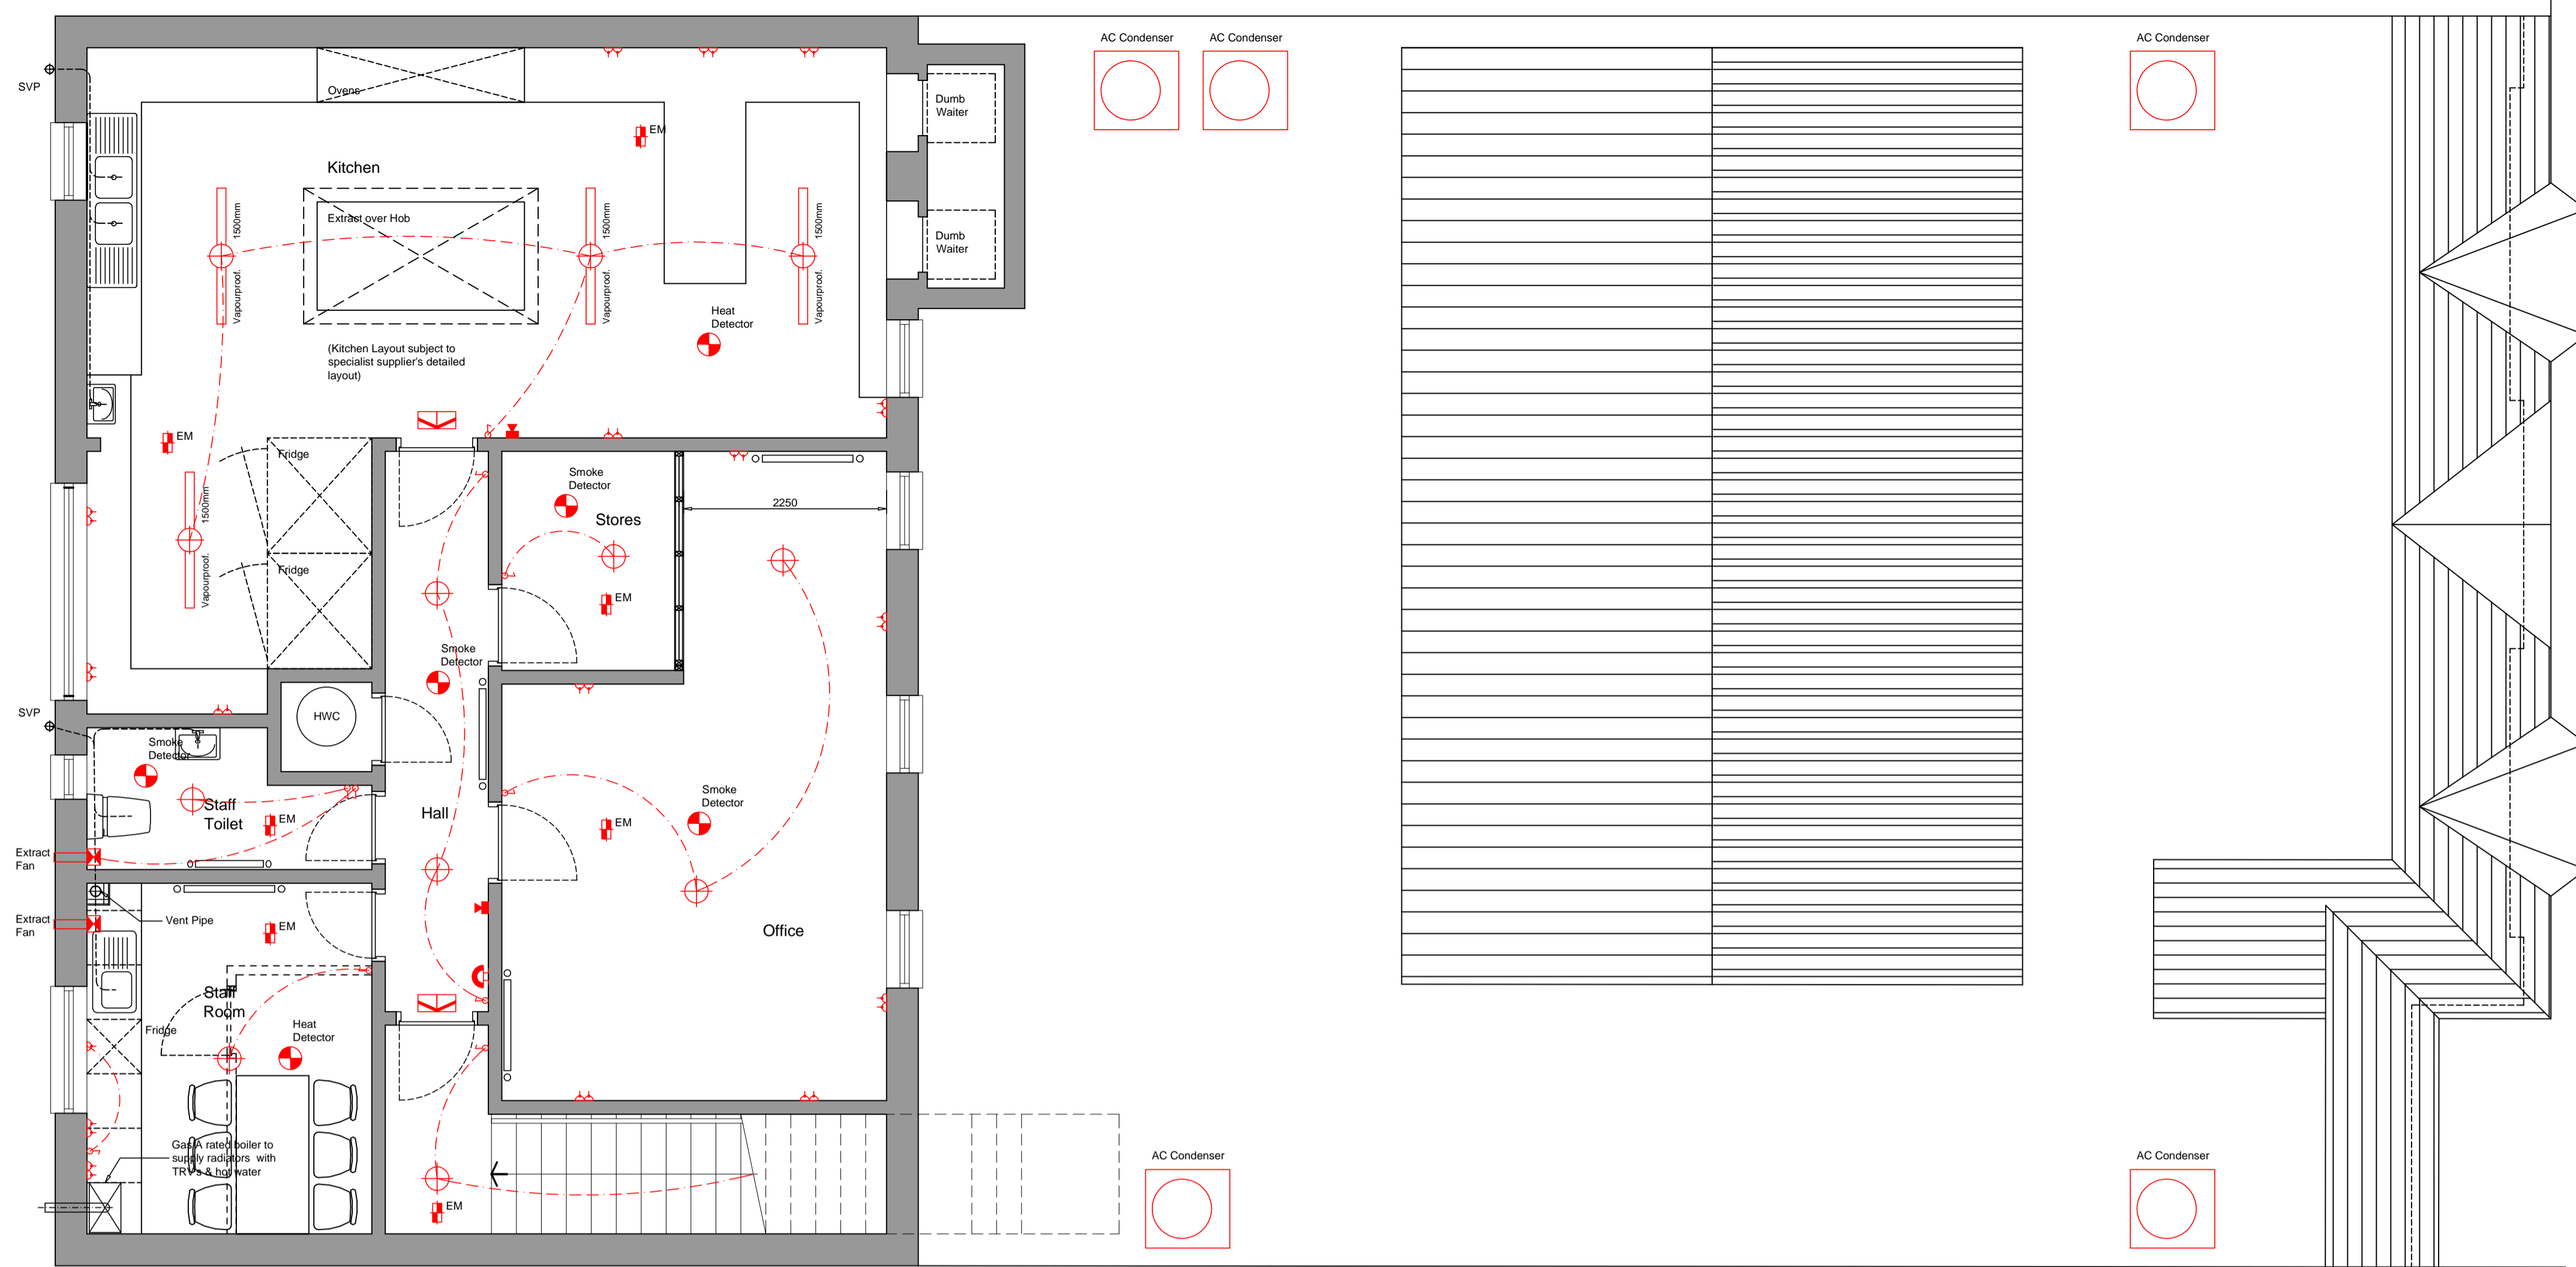 AC Condenser
AC Condenser
AC Condenser
SVP
Ovens
Dumb
Waiter
EM
Kitchen
1500mm
Extract over Hob
1500mm
1500mm
Dumb
Waiter
Vapourproof.
Vapourproof.
Vapourproof.
Heat
Detector
(Kitchen Layout subject to
specialist supplier's detailed
layout)
EM
Fridge
Smoke
Detector
1500mm
Stores
2250
Vapourproof.
Fridge
EM
Smoke
Detector
SVP
HWC
Smoke
Detector
Staff
Toilet
EM
Hall
Smoke
Detector
EM
Extract
Fan
Extract
Fan
Vent Pipe
EM
Office
Staff
Room
Fridge
Heat
Detector
Gas A rated boiler to
supply radiators with
TRV's & hot water
AC Condenser
AC Condenser
EM